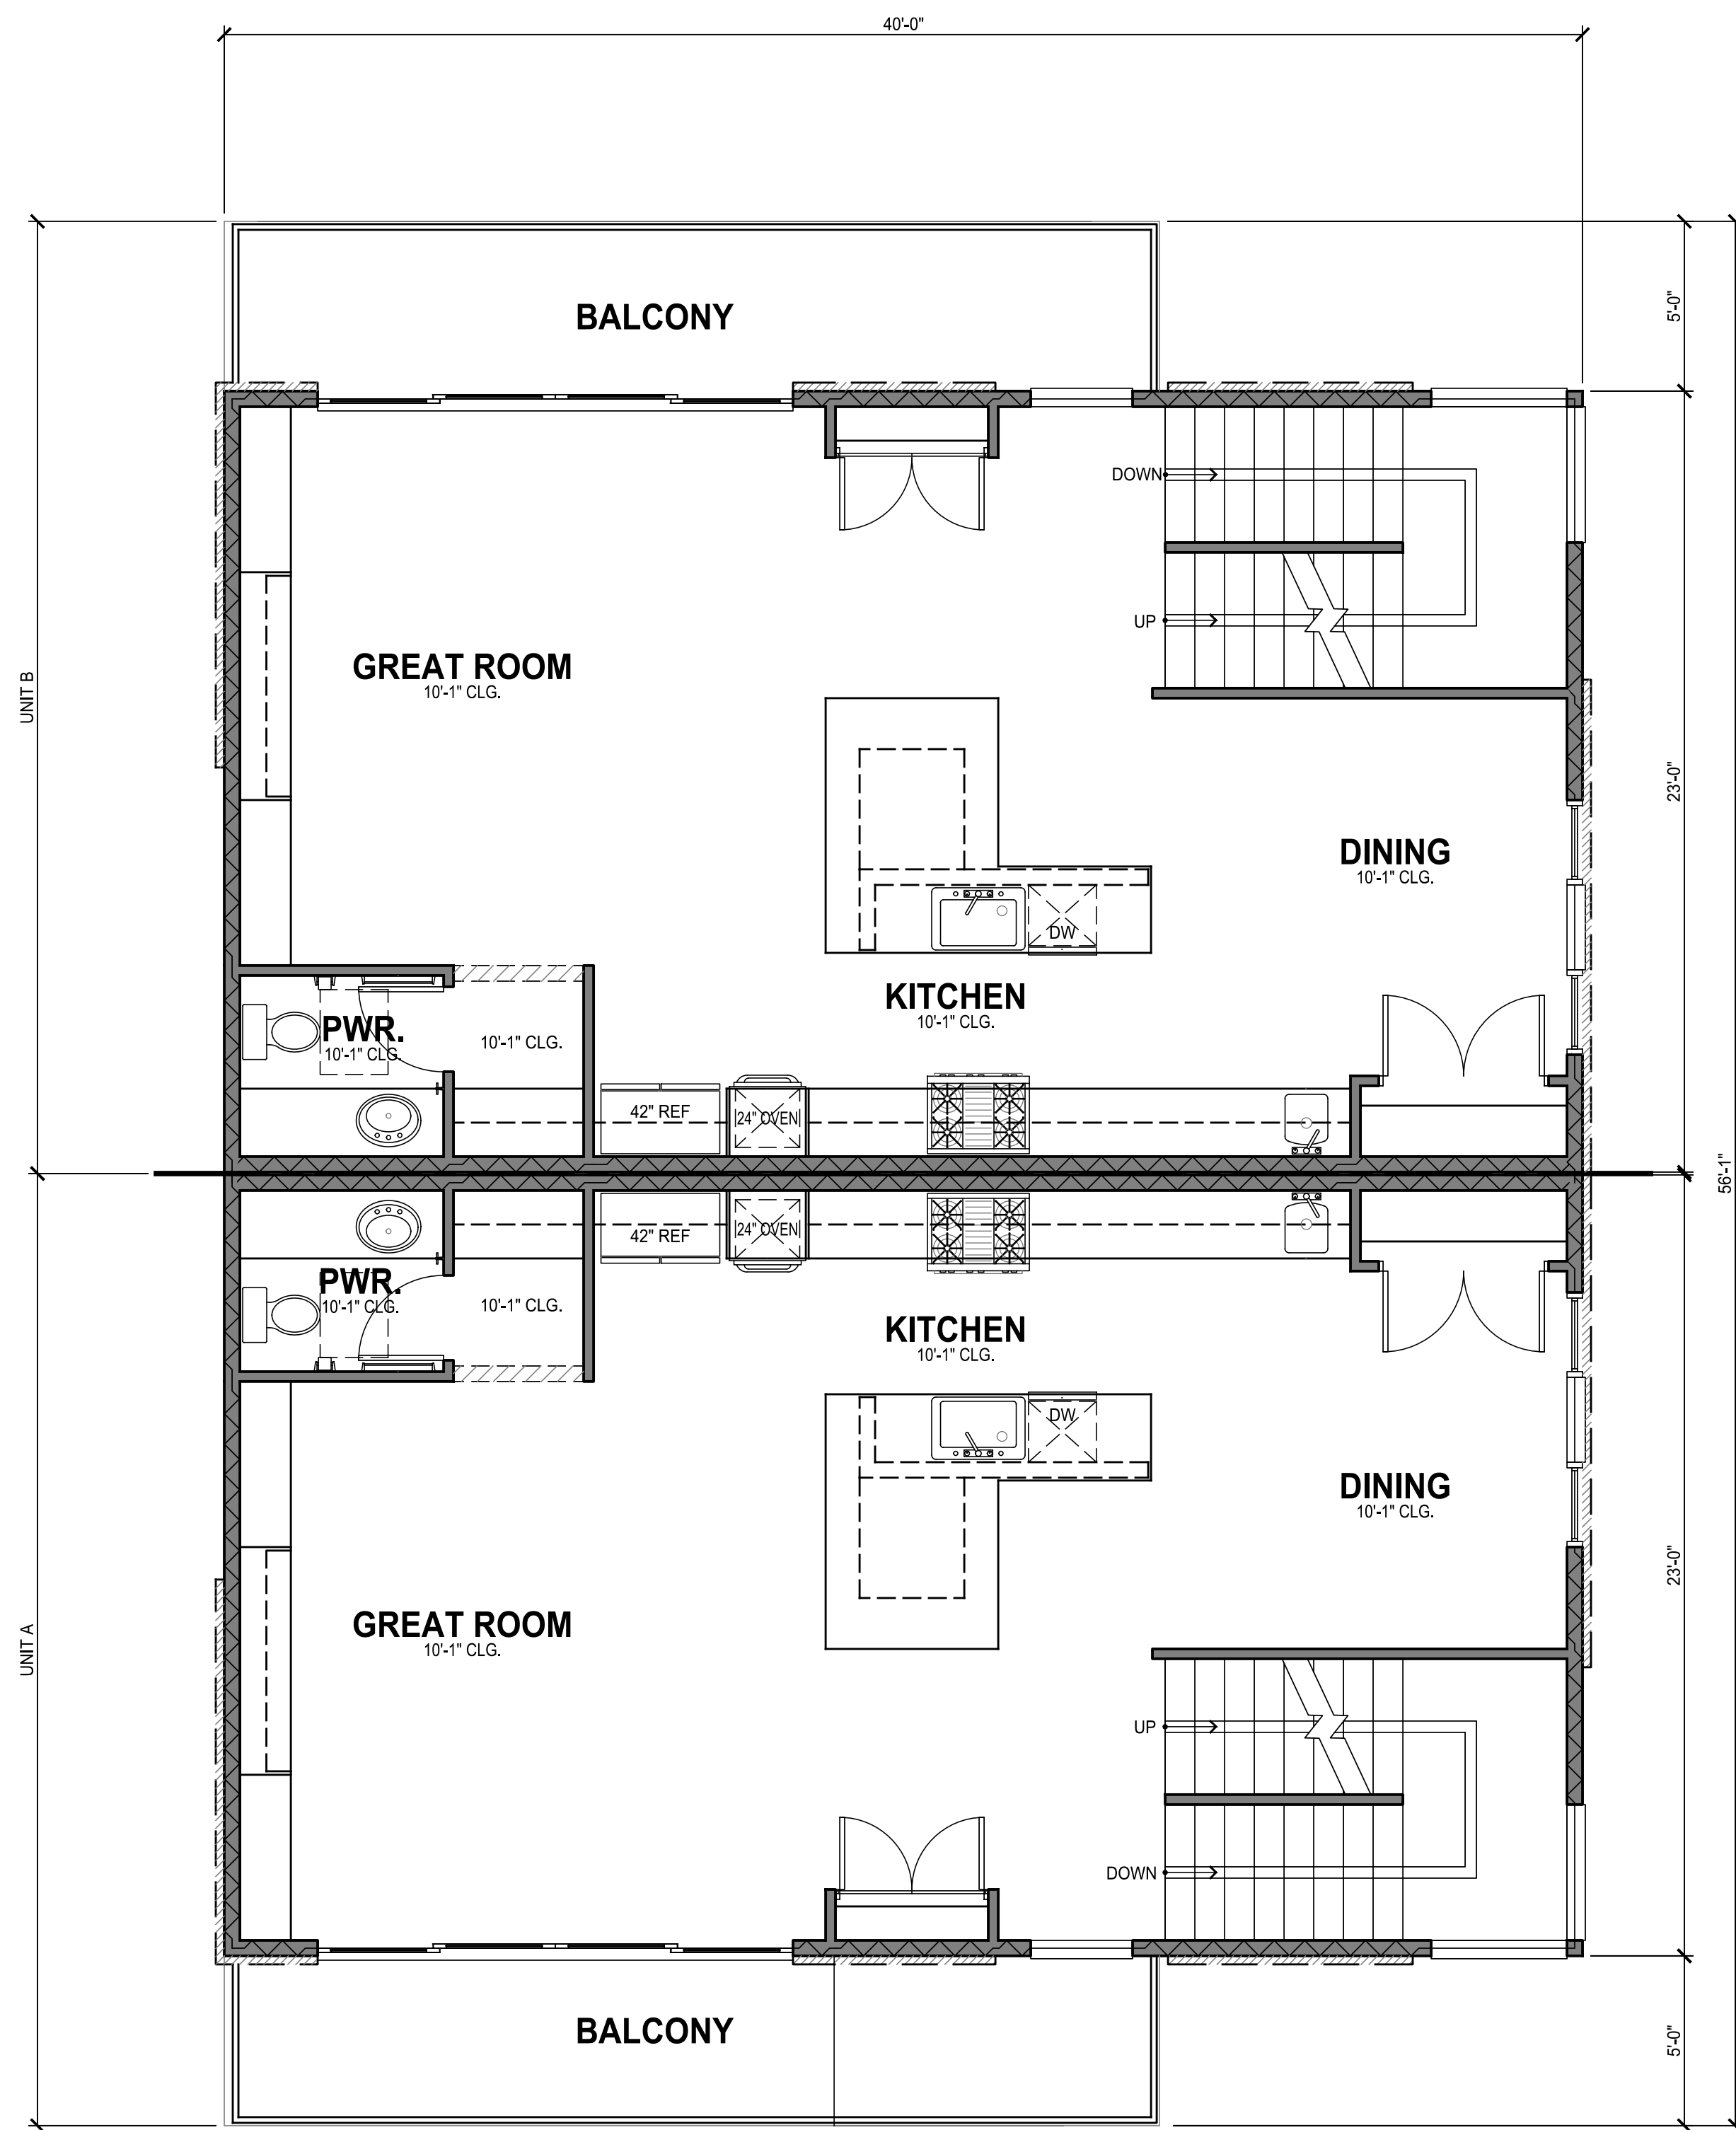 40'-0"
BALCONY
5'-0"
DOWN
UP
GREAT ROOM
10'-1" CLG.
UNIT B
23'-0"
DINING
10'-1" CLG.
DW
KITCHEN
10'-1" CLG.
PWR.
10'-1" CLG.
10'-1" CLG.
42" REF
24" OVEN
56'-1"
42" REF
24" OVEN
PWR.
10'-1" CLG.
10'-1" CLG.
KITCHEN
10'-1" CLG.
DW
DINING
10'-1" CLG.
23'-0"
GREAT ROOM
10'-1" CLG.
UNIT A
UP
DOWN
BALCONY
5'-0"